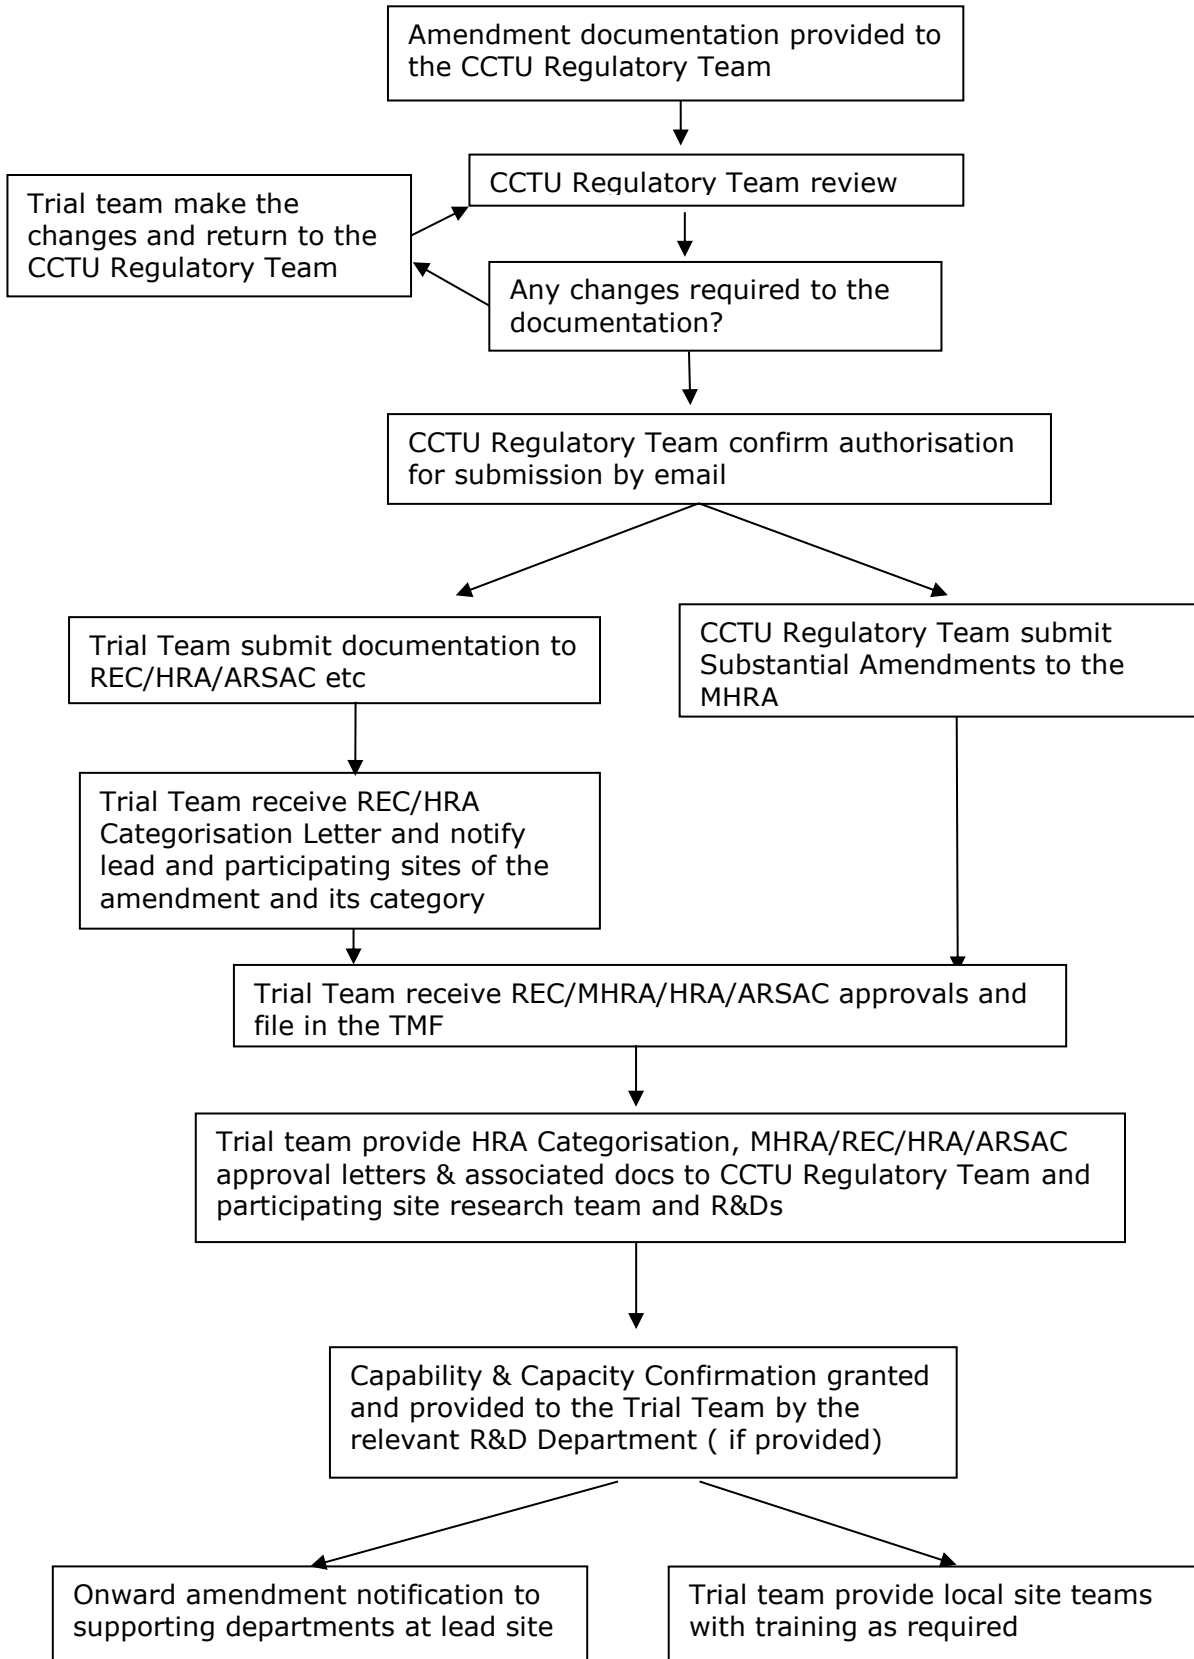 Amendment documentation provided to
the CCTU Regulatory Team
CCTU Regulatory Team review
Trial team make the
changes and return to the
CCTU Regulatory Team
Any changes required to the
documentation?
CCTU Regulatory Team confirm authorisation
for submission by email
Trial Team submit documentation to
REC/HRA/ARSAC etc
CCTU Regulatory Team submit
Substantial Amendments to the
MHRA
Trial Team receive REC/HRA
Categorisation Letter and notify
lead and participating sites of the
amendment and its category
Trial Team receive REC/MHRA/HRA/ARSAC approvals and
file in the TMF
Trial team provide HRA Categorisation, MHRA/REC/HRA/ARSAC
approval letters & associated docs to CCTU Regulatory Team and
participating site research team and R&Ds
Capability & Capacity Confirmation granted
and provided to the Trial Team by the
relevant R&D Department ( if provided)
Onward amendment notification to
supporting departments at lead site
Trial team provide local site teams
with training as required